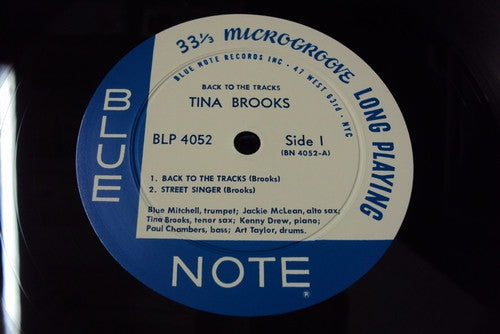 33 1/3 MICROGROOVE LONG PLAYING
BLUE NOTE RECORDS INC • 47 WEST 63rd • NYC
BACK TO THE TRACKS
TINA BROOKS
BLP 4052
Side 1
(BN 4052-A)
1. BACK TO THE TRACKS (Brooks)
2. STREET SINGER (Brooks)
Blue Mitchell, trumpet; Jackie McLean, alto sax;
Tina Brooks, tenor sax; Kenny Drew, piano;
Paul Chambers, bass; Art Taylor, drums.
BLUE
NOTE ®